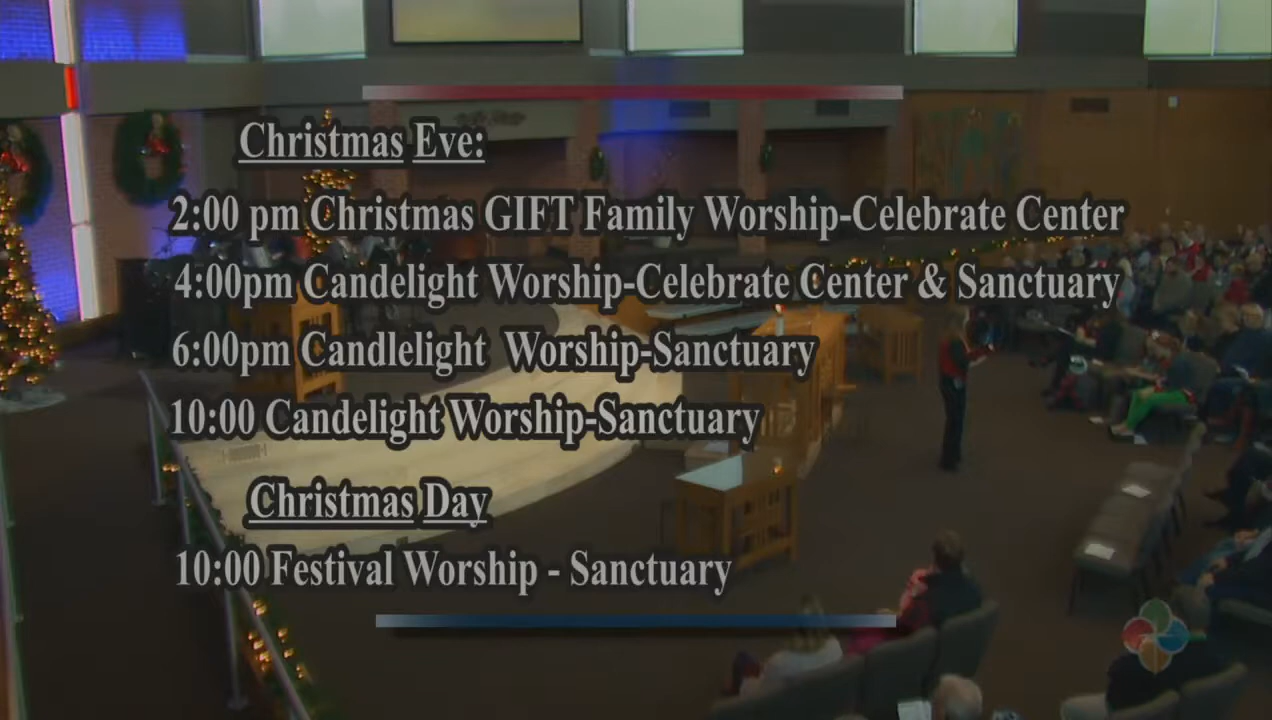 Christmas Eve:
2:00 pm Christmas GIFT Family Worship-Celebrate Center
4:00pm Candelight Worship-Celebrate Center & Sanctuary
6:00pm Candlelight Worship-Sanctuary
10:00 Candelight Worship-Sanctuary
Christmas Day
10:00 Festival Worship - Sanctuary